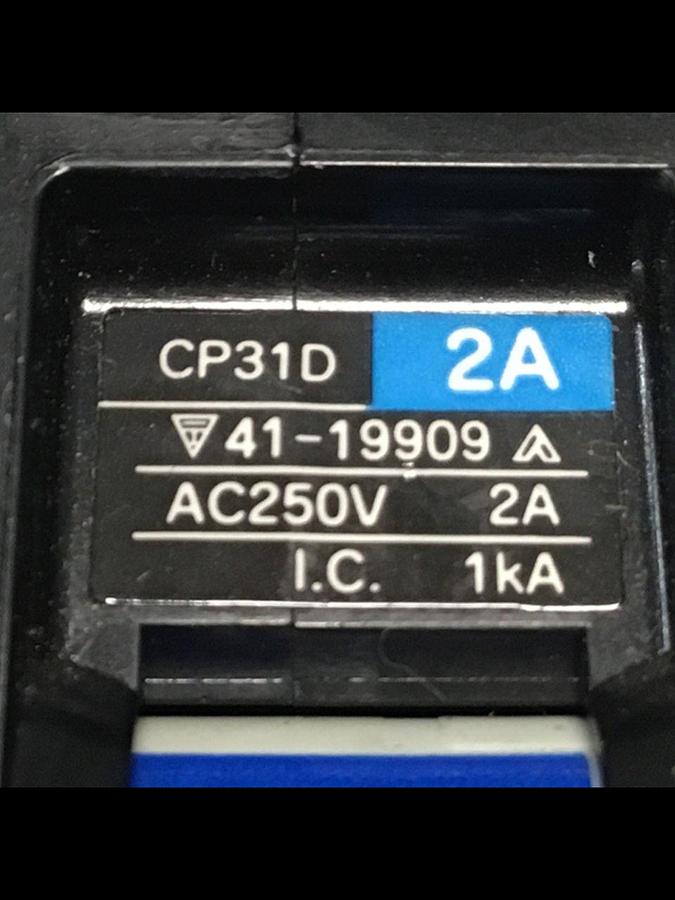 CP31D 2A
41-19909
AC250V 2A
I.C. 1kA